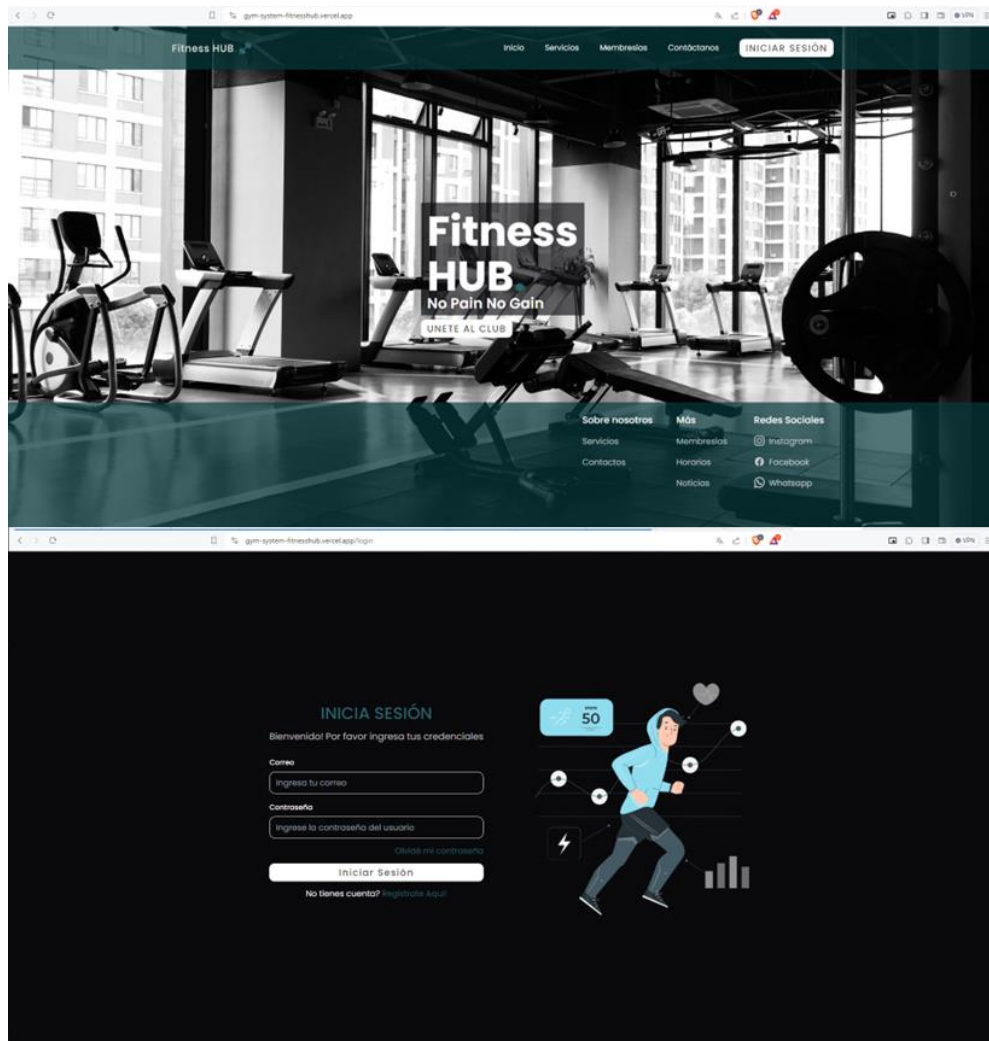 gym-system-fitnesshub.vercel.app
VPN
Fitness HUB
Inicio Servicios Membresías Contáctanos INICIAR SESIÓN
Fitness
HUB.
No Pain No Gain
UNETE AL CLUB
Sobre nosotros Más Redes Sociales
Servicios Membresías Instagram
Contactos Horarios Facebook
Noticias Whatsapp
gym-system-fitnesshub.vercel.app/login
VPN
INICIA SESIÓN
Bienvenido! Por favor ingresa tus credenciales
Correo
Ingresa tu correo
Contraseña
Ingrese la contraseña del usuario
Olvidé mi contraseña
Iniciar Sesión
No tienes cuenta? Regístrate Aquí!
50